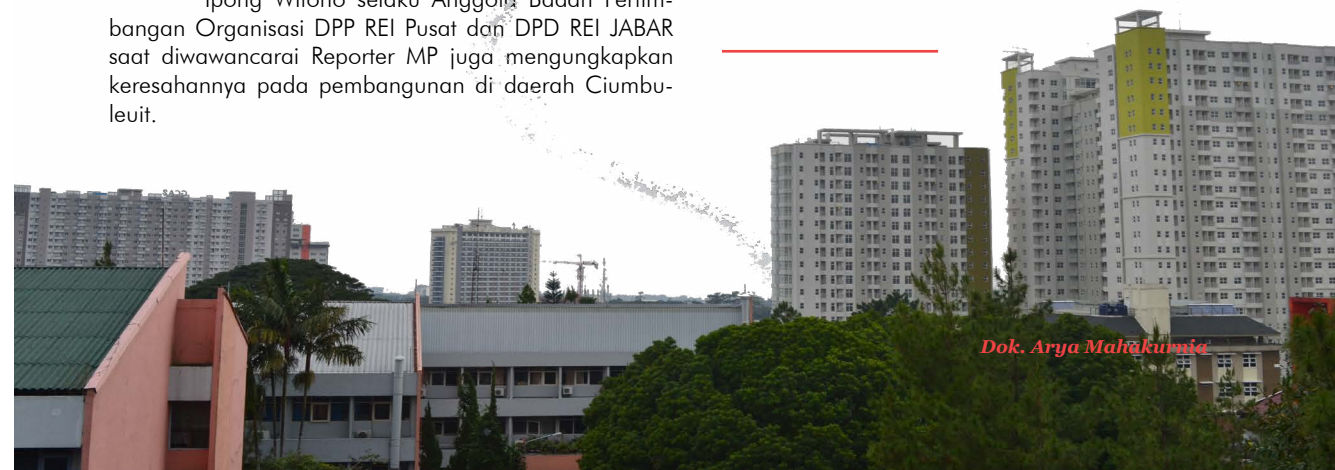 Ipong Witono selaku Anggota Badan Pertim-
bangan Organisasi DPP REI Pusat dan DPD REI JABAR
saat diwawancarai Reporter MP juga mengungkapkan
keresahannya pada pembangunan di daerah Ciumbu-
leuit.
Dok. Arya Mahakurnia